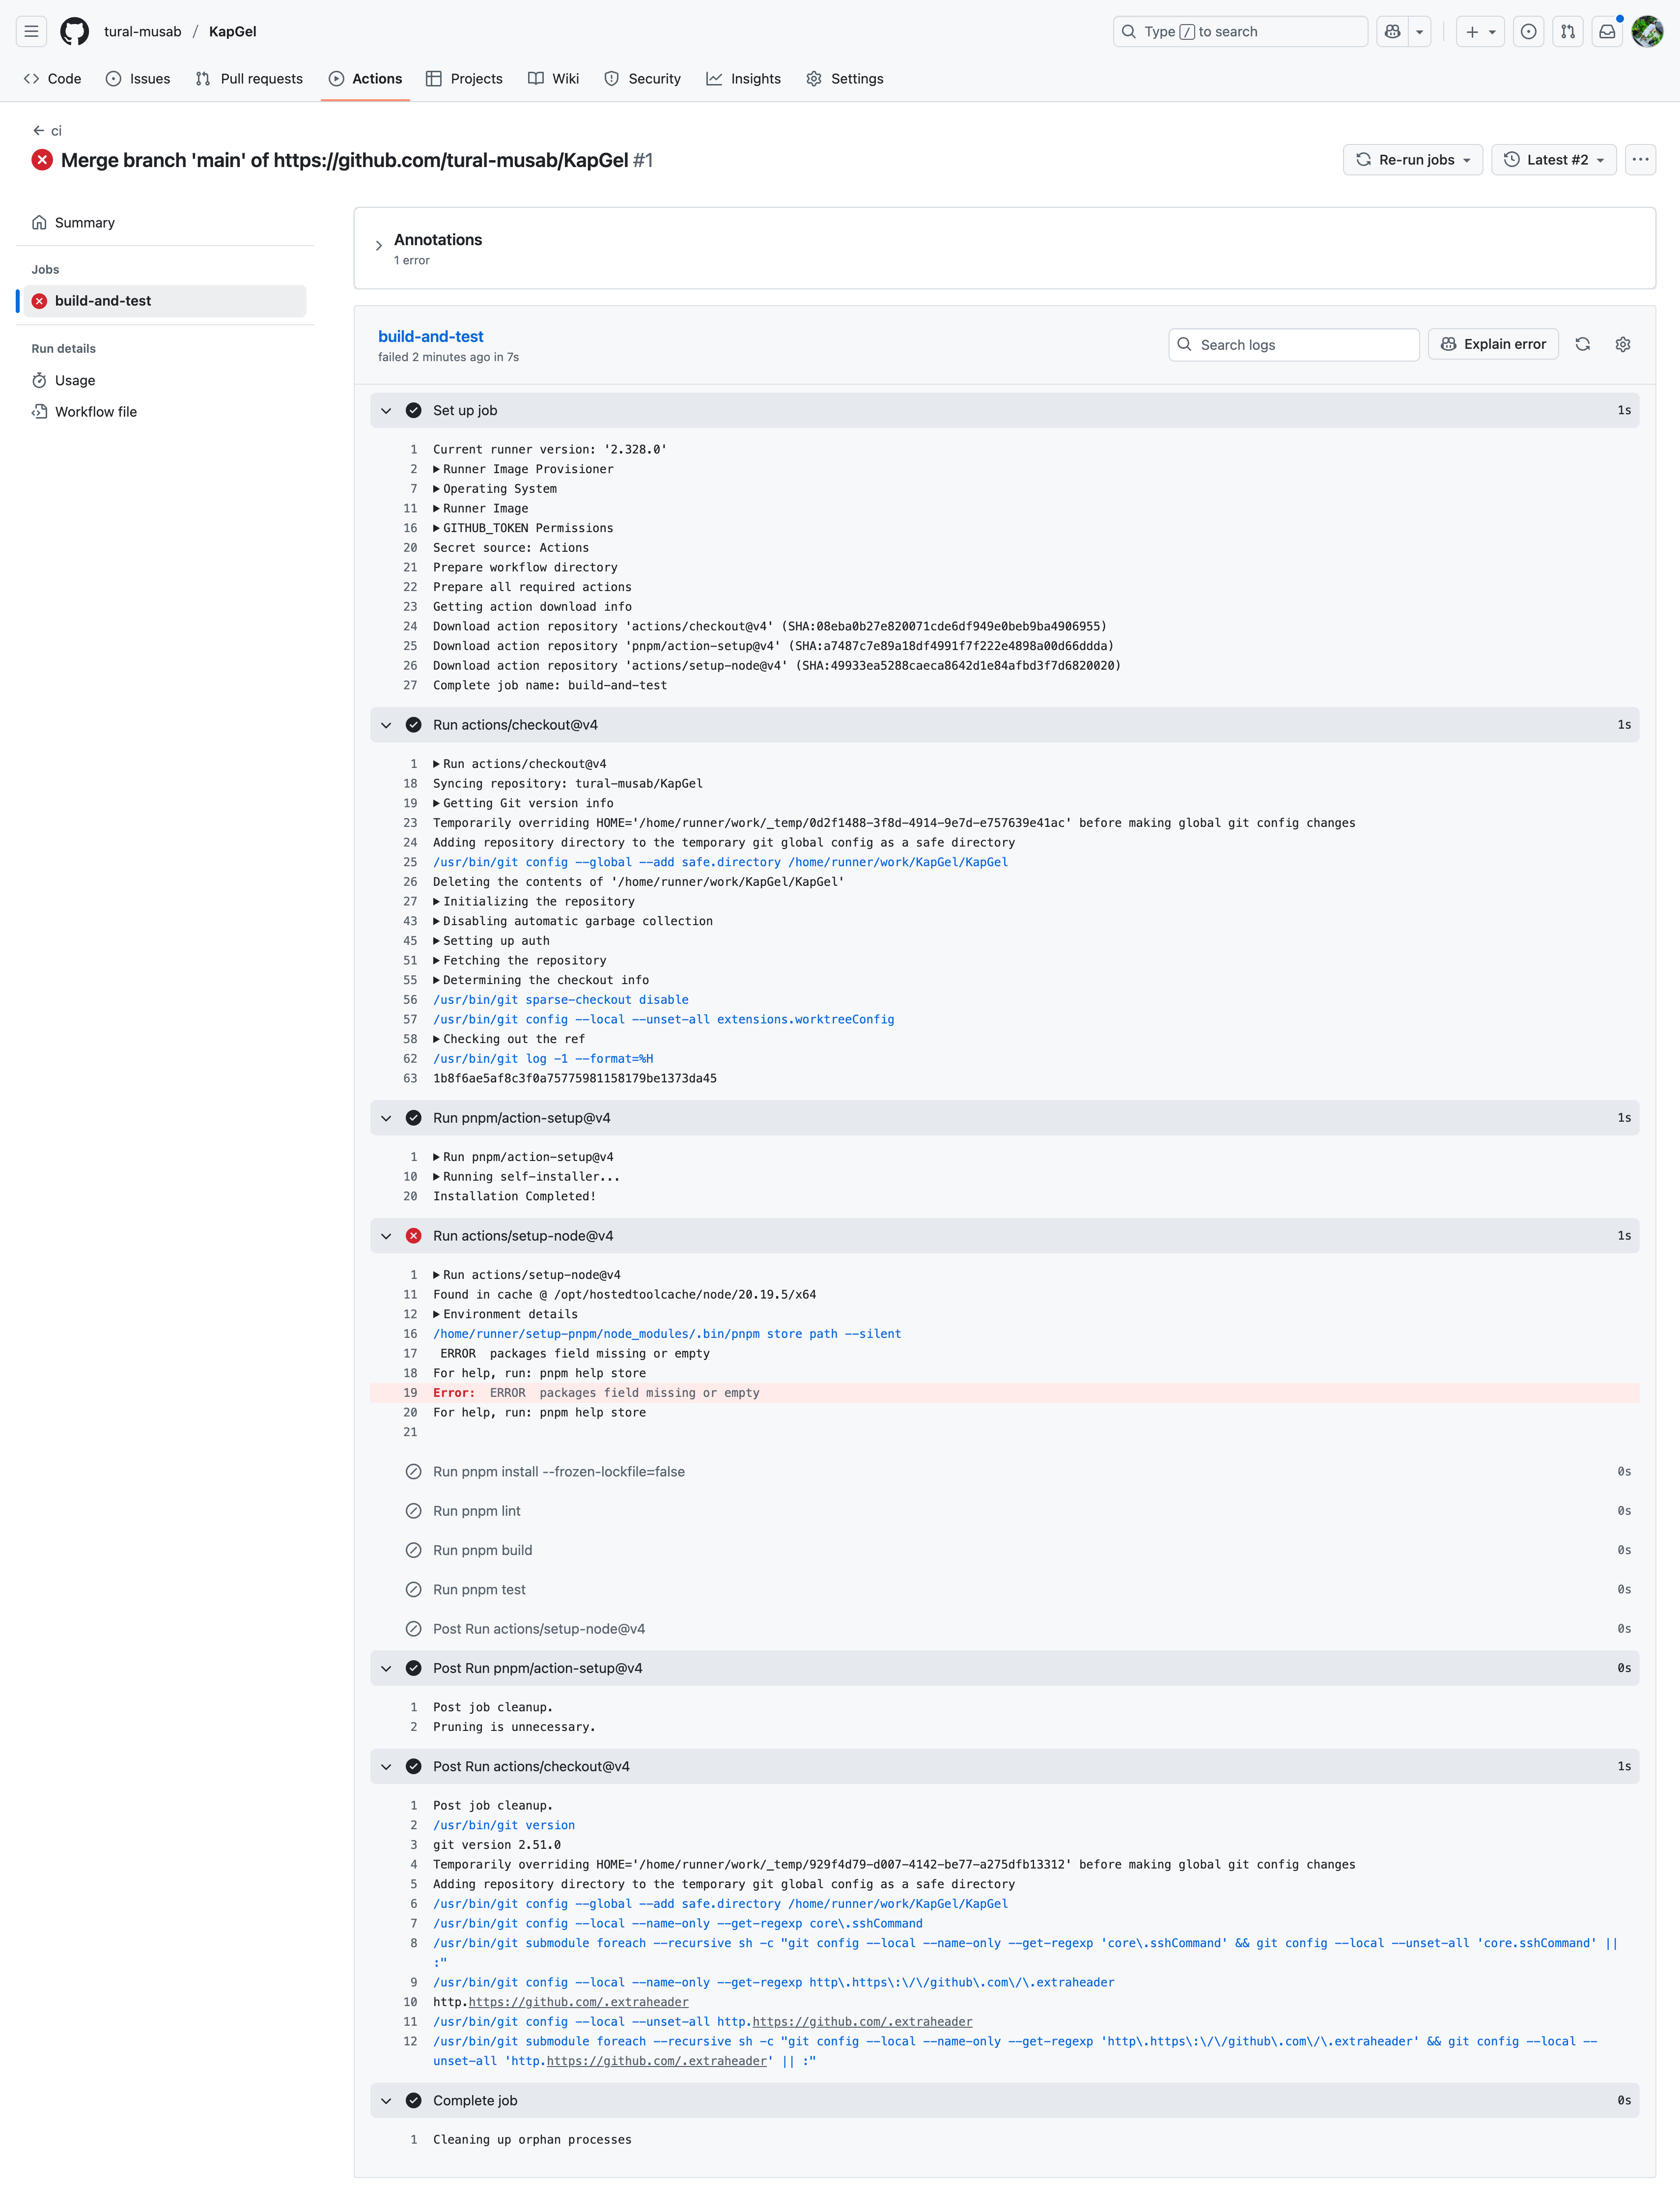 tural-musab / KapGel
Type / to search
Code
Issues
Pull requests
Actions
Projects
Wiki
Security
Insights
Settings
ci
Merge branch 'main' of https://github.com/tural-musab/KapGel #1
Re-run jobs
Latest #2
Summary
Jobs
build-and-test
Run details
Usage
Workflow file
Annotations
1 error
build-and-test
failed 2 minutes ago in 7s
Search logs
Explain error
Set up job 1s
1 Current runner version: '2.328.0'
2 Runner Image Provisioner
7 Operating System
11 Runner Image
16 GITHUB_TOKEN Permissions
20 Secret source: Actions
21 Prepare workflow directory
22 Prepare all required actions
23 Getting action download info
24 Download action repository 'actions/checkout@v4' (SHA:08eba0b27e820071cde6df949e0beb9ba4906955)
25 Download action repository 'pnpm/action-setup@v4' (SHA:a7487c7e89a18df4991f7f222e4898a00d66ddda)
26 Download action repository 'actions/setup-node@v4' (SHA:49933ea5288caeca8642d1e84afbd3f7d6820020)
27 Complete job name: build-and-test
Run actions/checkout@v4 1s
1 Run actions/checkout@v4
18 Syncing repository: tural-musab/KapGel
19 Getting Git version info
23 Temporarily overriding HOME='/home/runner/work/_temp/0d2f1488-3f8d-4914-9e7d-e757639e41ac' before making global git config changes
24 Adding repository directory to the temporary git global config as a safe directory
25 /usr/bin/git config --global --add safe.directory /home/runner/work/KapGel/KapGel
26 Deleting the contents of '/home/runner/work/KapGel/KapGel'
27 Initializing the repository
43 Disabling automatic garbage collection
45 Setting up auth
51 Fetching the repository
55 Determining the checkout info
56 /usr/bin/git sparse-checkout disable
57 /usr/bin/git config --local --unset-all extensions.worktreeConfig
58 Checking out the ref
62 /usr/bin/git log -1 --format=%H
63 1b8f6ae5af8c3f0a75775981158179be1373da45
Run pnpm/action-setup@v4 1s
1 Run pnpm/action-setup@v4
10 Running self-installer...
20 Installation Completed!
Run actions/setup-node@v4 1s
1 Run actions/setup-node@v4
11 Found in cache @ /opt/hostedtoolcache/node/20.19.5/x64
12 Environment details
16 /home/runner/setup-pnpm/node_modules/.bin/pnpm store path --silent
17 ERROR packages field missing or empty
18 For help, run: pnpm help store
19 Error: ERROR packages field missing or empty
20 For help, run: pnpm help store
21
Run pnpm install --frozen-lockfile=false 0s
Run pnpm lint 0s
Run pnpm build 0s
Run pnpm test 0s
Post Run actions/setup-node@v4 0s
Post Run pnpm/action-setup@v4 0s
1 Post job cleanup.
2 Pruning is unnecessary.
Post Run actions/checkout@v4 1s
1 Post job cleanup.
2 /usr/bin/git version
3 git version 2.51.0
4 Temporarily overriding HOME='/home/runner/work/_temp/929f4d79-d007-4142-be77-a275dfb13312' before making global git config changes
5 Adding repository directory to the temporary git global config as a safe directory
6 /usr/bin/git config --global --add safe.directory /home/runner/work/KapGel/KapGel
7 /usr/bin/git config --local --name-only --get-regexp core\.sshCommand
8 /usr/bin/git submodule foreach --recursive sh -c "git config --local --name-only --get-regexp 'core\.sshCommand' && git config --local --unset-all 'core.sshCommand' ||
:"
9 /usr/bin/git config --local --name-only --get-regexp http\.https\:\/\/github\.com\/\.extraheader
10 http.https://github.com/.extraheader
11 /usr/bin/git config --local --unset-all http.https://github.com/.extraheader
12 /usr/bin/git submodule foreach --recursive sh -c "git config --local --name-only --get-regexp 'http\.https\:\/\/github\.com\/\.extraheader' && git config --local --
unset-all 'http.https://github.com/.extraheader' || :"
Complete job 0s
1 Cleaning up orphan processes